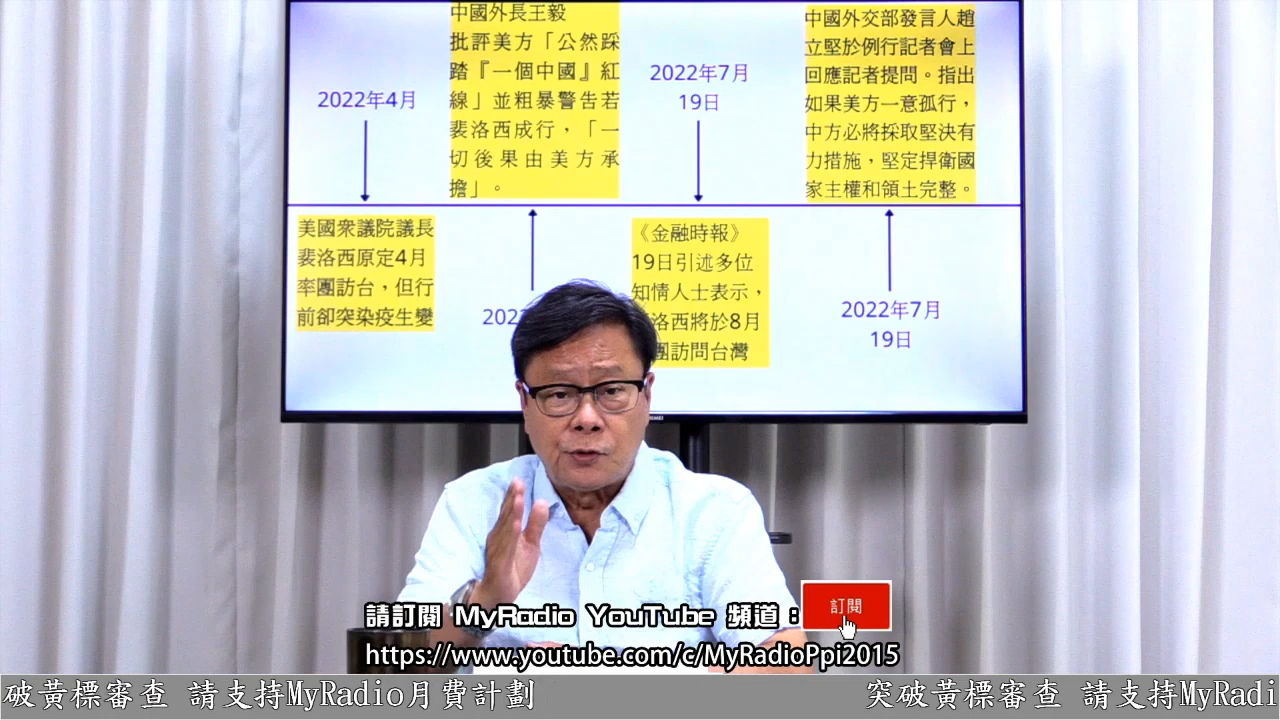 中國外長王毅
批評美方「公然踩
踏『一個中國』紅
線」並粗暴警告若
裴洛西成行，「一
切後果由美方承
擔」。
中國外交部發言人趙
立堅於例行記者會上
回應記者提問。指出
如果美方一意孤行，
中方必將採取堅決有
力措施，堅定捍衛國
家主權和領土完整。
2022年4月
2022年7月
19日
美國衆議院議長
裴洛西原定4月
率團訪台，但行
前卻突染疫生變
202
《金融時報》
19日引述多位
知情人士表示，
洛西將於8月
團訪問台灣
2022年7月
19日
請訂閱 MyRadio YouTube 頻道：
訂閱
https://www.youtube.com/c/MyRadioPpi2015
破黃標審查 請支持MyRadio月費計劃
突破黃標審查 請支持MyRadi